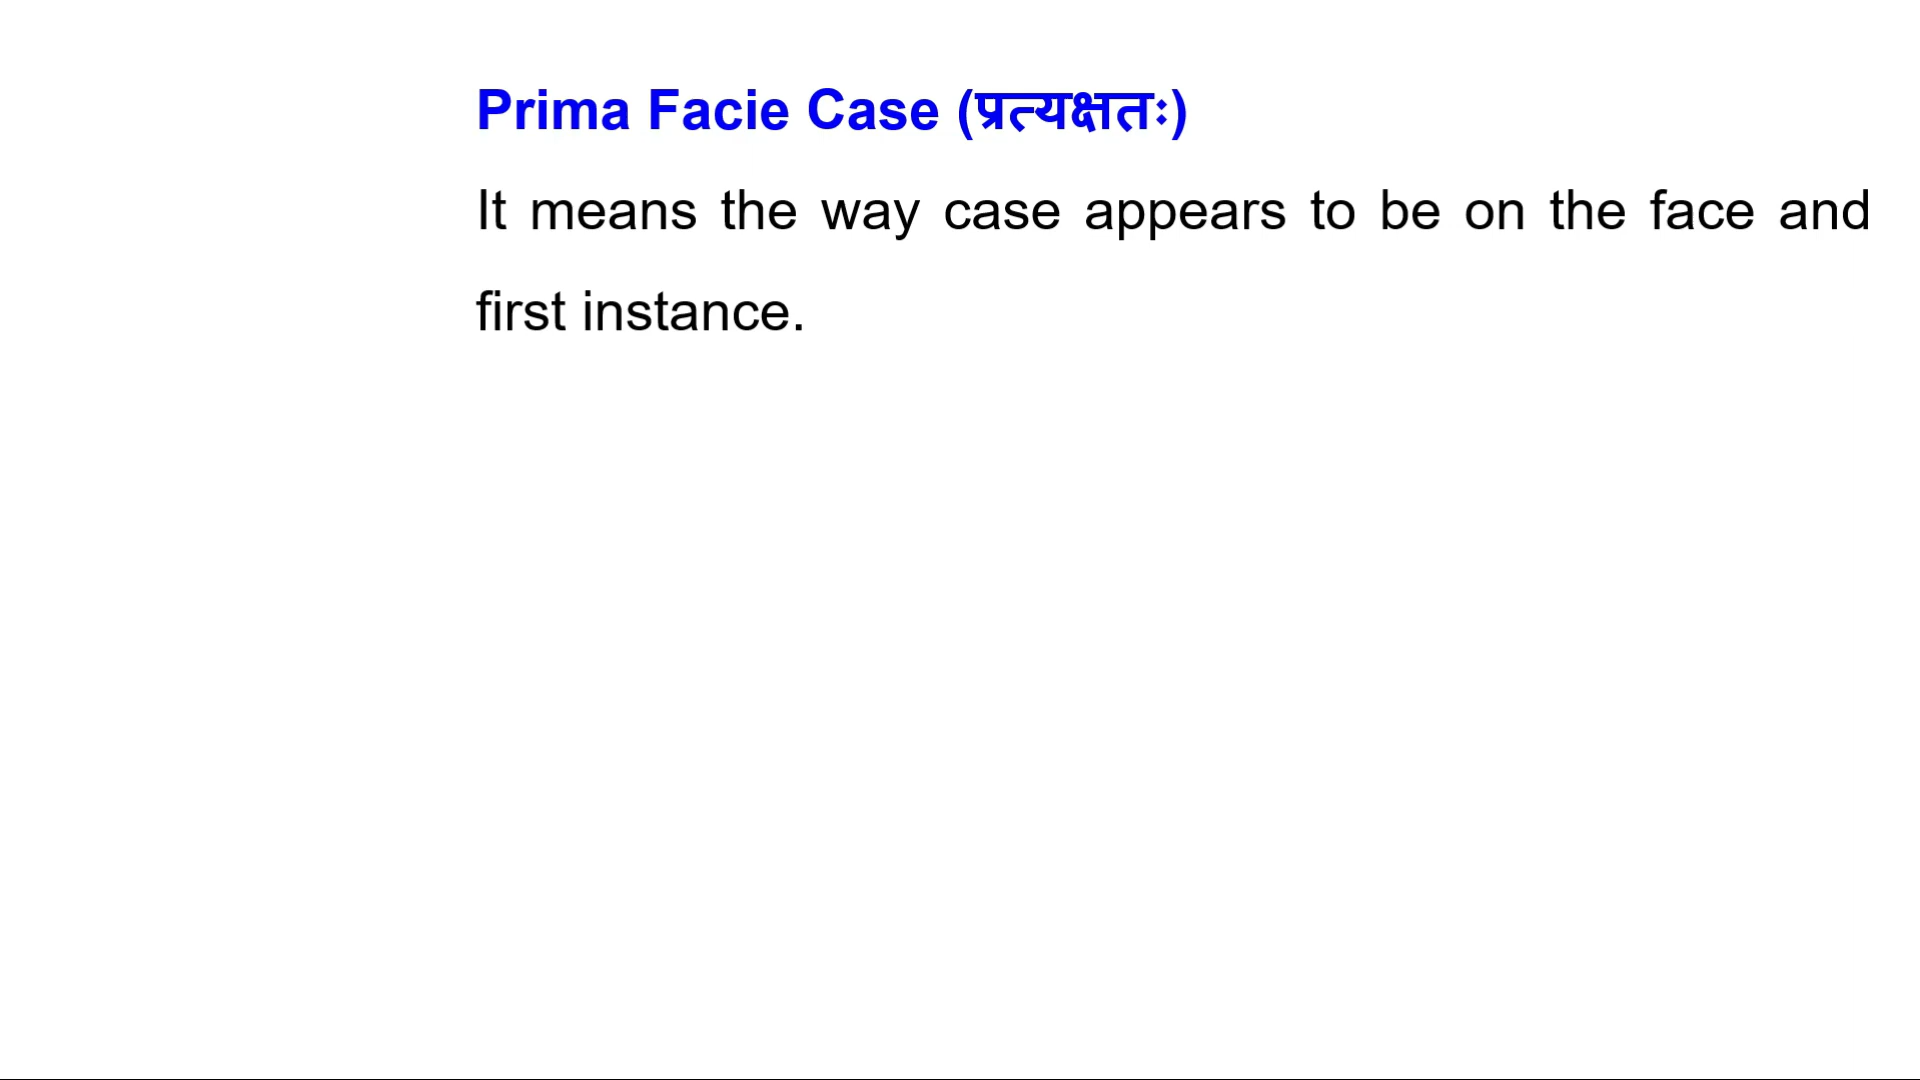 Prima Facie Case (प्रत्यक्षतः)
It means the way case appears to be on the face and
first instance.